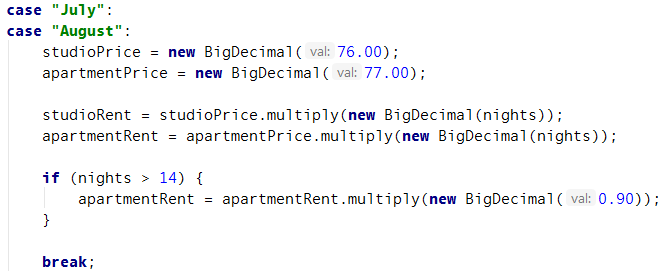 case "July":
case "August":
studioPrice = new BigDecimal( val: 76.00);
apartmentPrice = new BigDecimal( val: 77.00);
studioRent = studioPrice.multiply(new BigDecimal(nights));
apartmentRent = apartmentPrice.multiply(new BigDecimal(nights));
if (nights > 14) {
apartmentRent = apartmentRent.multiply(new BigDecimal( val: 0.90));
}
break;